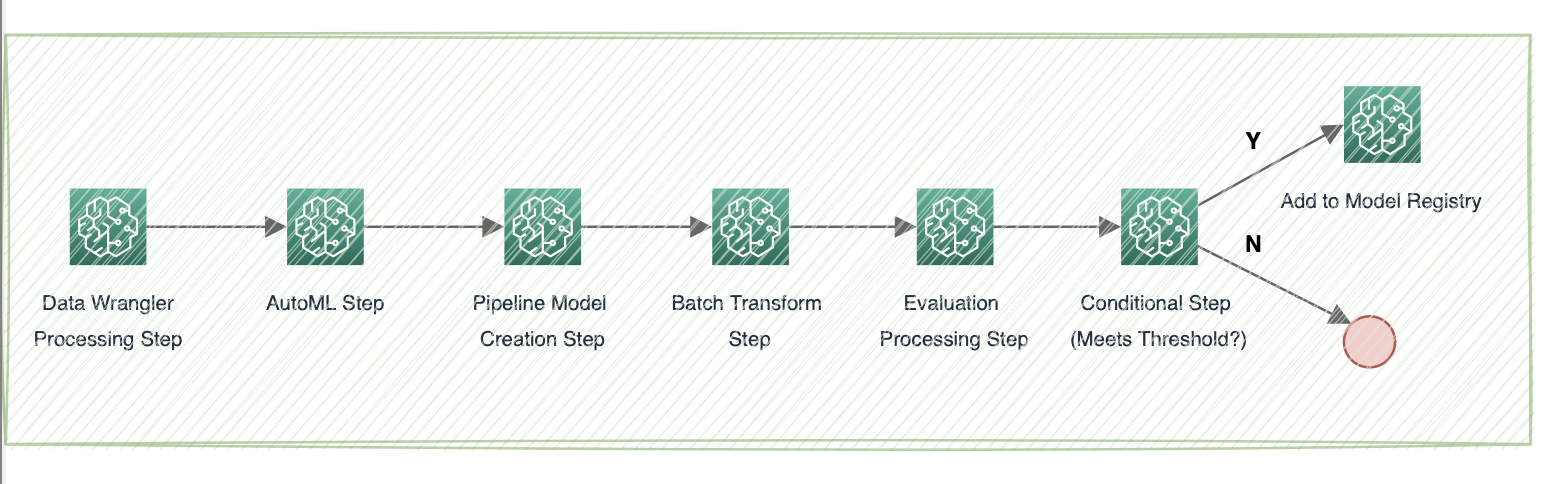 Y
Add to Model Registry
N
Data Wrangler
Processing Step
AutoML Step
Pipeline Model
Creation Step
Batch Transform
Step
Evaluation
Processing Step
Conditional Step
(Meets Threshold?)